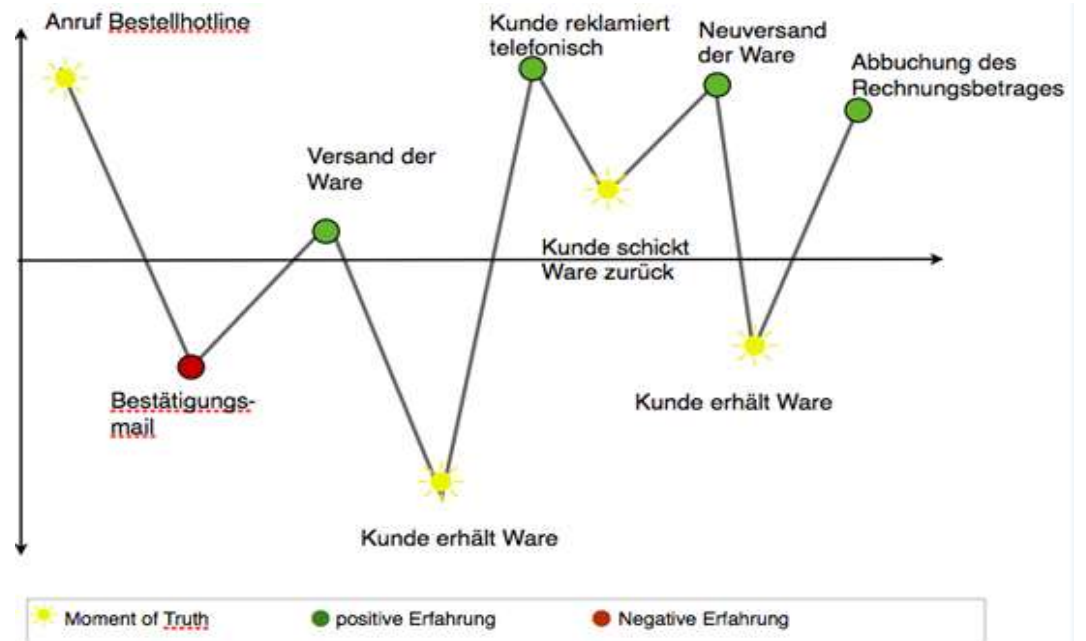 Anruf Bestellhotline
Kunde reklamiert
telefonisch
Neuversand
der Ware
Abbuchung des
Rechnungsbetrages
Versand der
Ware
Kunde schickt
Ware zurück
Bestätigungs-
mail
Kunde erhält Ware
Kunde erhält Ware
Moment of Truth
positive Erfahrung
Negative Erfahrung